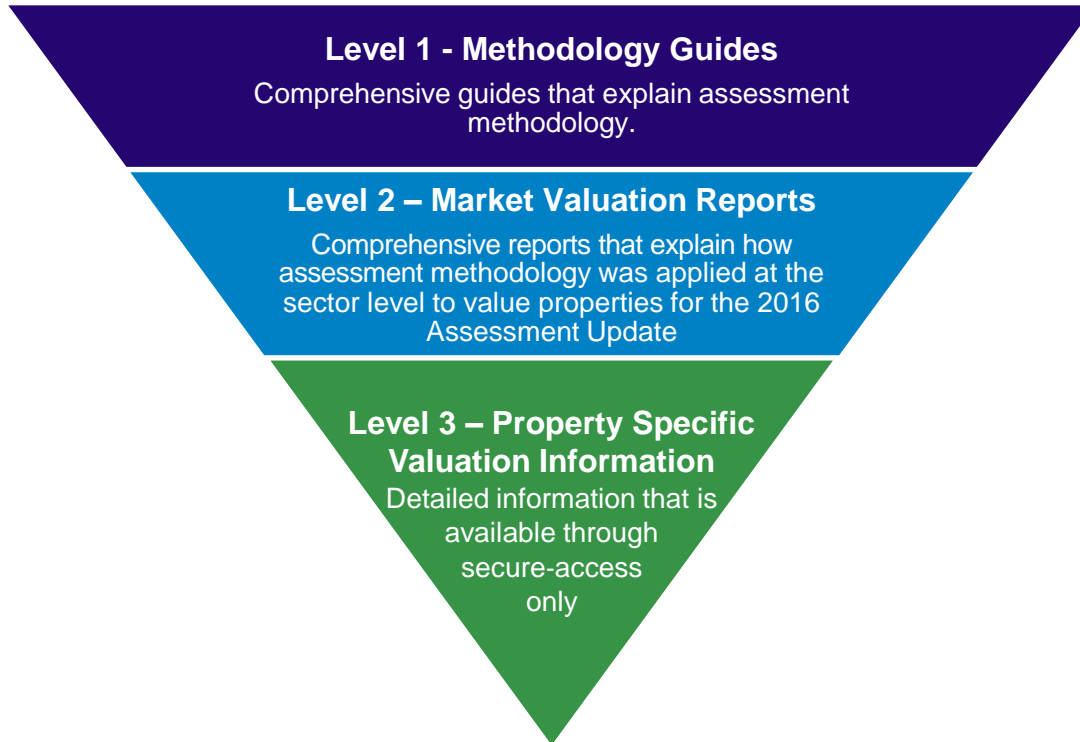 Level 1 - Methodology Guides
Comprehensive guides that explain assessment
methodology.
Level 2 – Market Valuation Reports
Comprehensive reports that explain how
assessment methodology was applied at the
sector level to value properties for the 2016
Assessment Update
Level 3 – Property Specific
Valuation Information
Detailed information that is
available through
secure-access
only